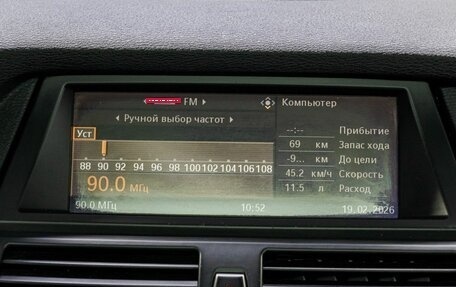 FM
Компьютер
Ручной выбор частот
Уст
--:-- Прибытие
69 км Запас хода
-9... км До цели
45.2 км/ч Скорость
11.5 л Расход
88 90 92 94 96 98 100 102 104 106 108
90.0 МГц
90.0 МГц 10:52 19.02.2026